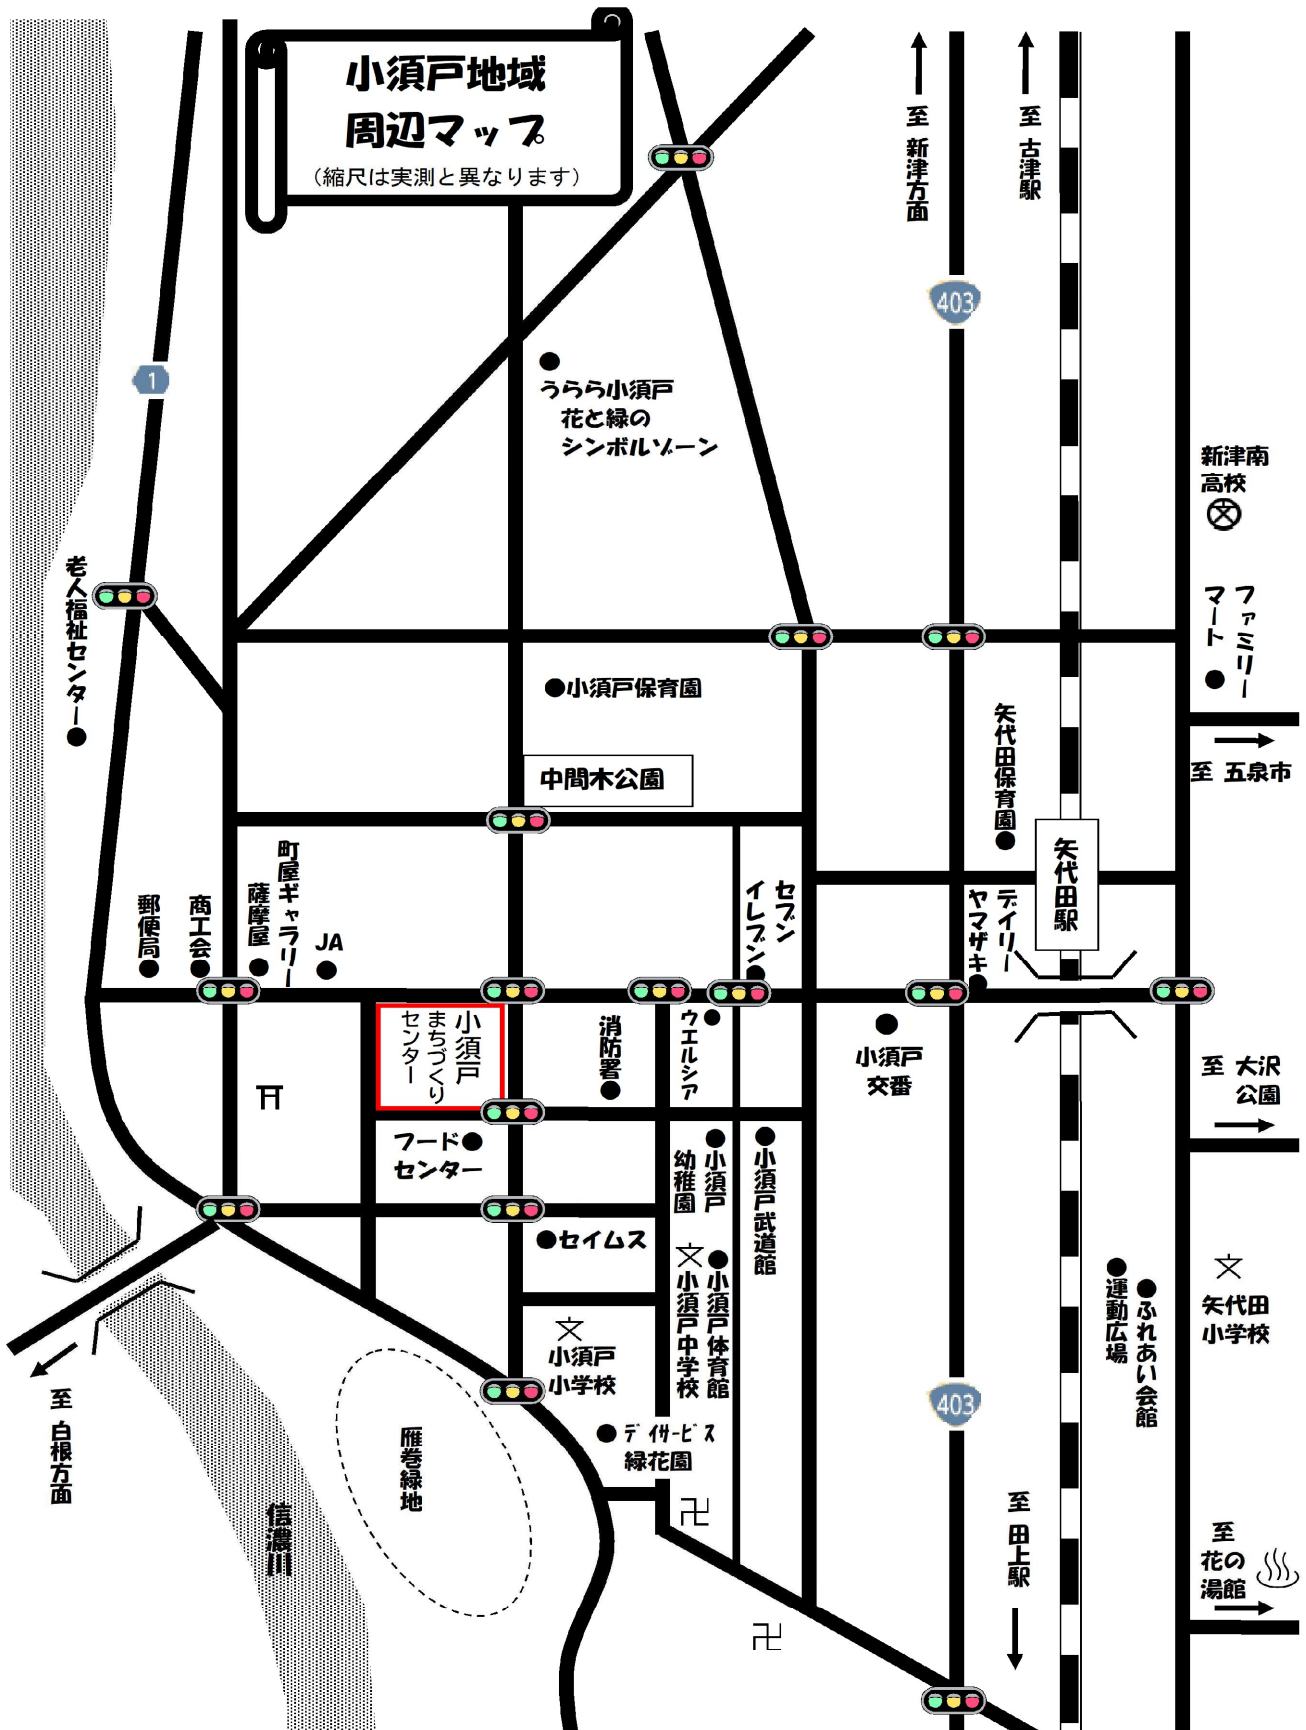 小須戸地域
周辺マップ
（縮尺は実測と異なります）
至 新津方面
至 古津駅
403
1
うらら小須戸
花と緑の
シンボルゾーン
新津南
高校
文
老人福祉センター
ファミリー
マート
小須戸保育園
矢代田保育園
至 五泉市
中間木公園
矢代田駅
郵便局
商工会
町屋ギャラリー
薩摩屋
JA
セブン
イレブン
デイリー
ヤマザキ
小須戸
まちづくり
センター
消防署
ウエルシア
小須戸
交番
至 大沢
公園
フード
センター
小須戸
幼稚園
小須戸武道館
セイムス
文
小須戸中学校
小須戸体育館
文
小須戸
小学校
運動広場
ふれあい会館
文
矢代田
小学校
至 白根方面
雁巻緑地
ﾃﾞｲｻｰﾋﾞｽ
緑花園
403
信濃川
卍
至 田上駅
至
花の
湯館
卍